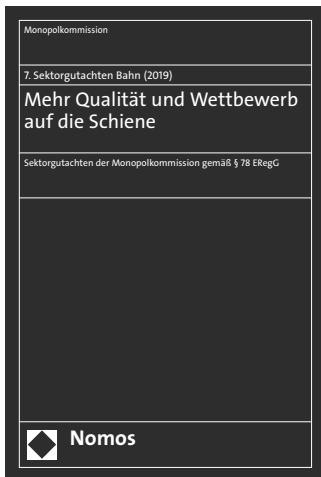 Monopolkommission
7. Sektorgutachten Bahn (2019)
Mehr Qualität und Wettbewerb
auf die Schiene
Sektorgutachten der Monopolkommission gemäß § 78 ERegG
Nomos